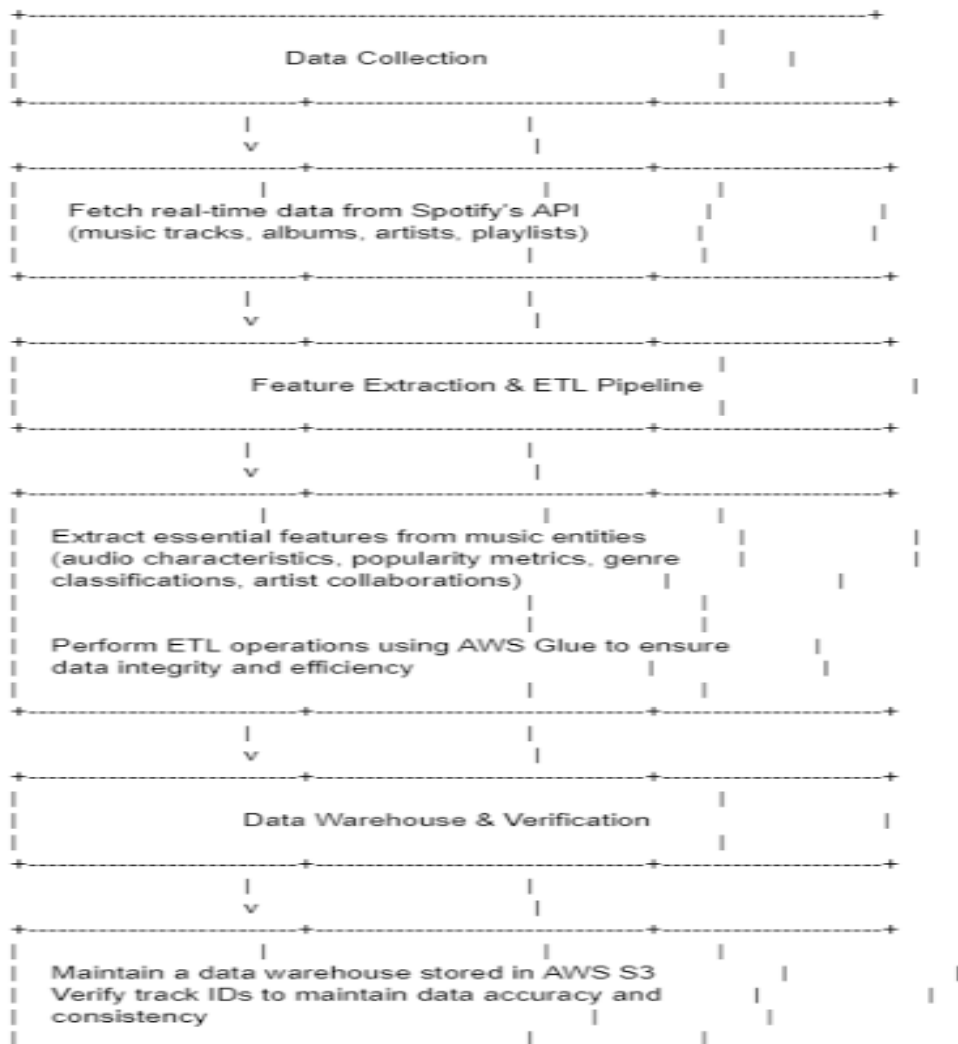 Data Collection
v
Fetch real-time data from Spotify's API
(music tracks, albums, artists, playlists)
v
Feature Extraction & ETL Pipeline
v
Extract essential features from music entities
(audio characteristics, popularity metrics, genre
classifications, artist collaborations)
Perform ETL operations using AWS Glue to ensure
data integrity and efficiency
v
Data Warehouse & Verification
v
Maintain a data warehouse stored in AWS S3
Verify track IDs to maintain data accuracy and
consistency